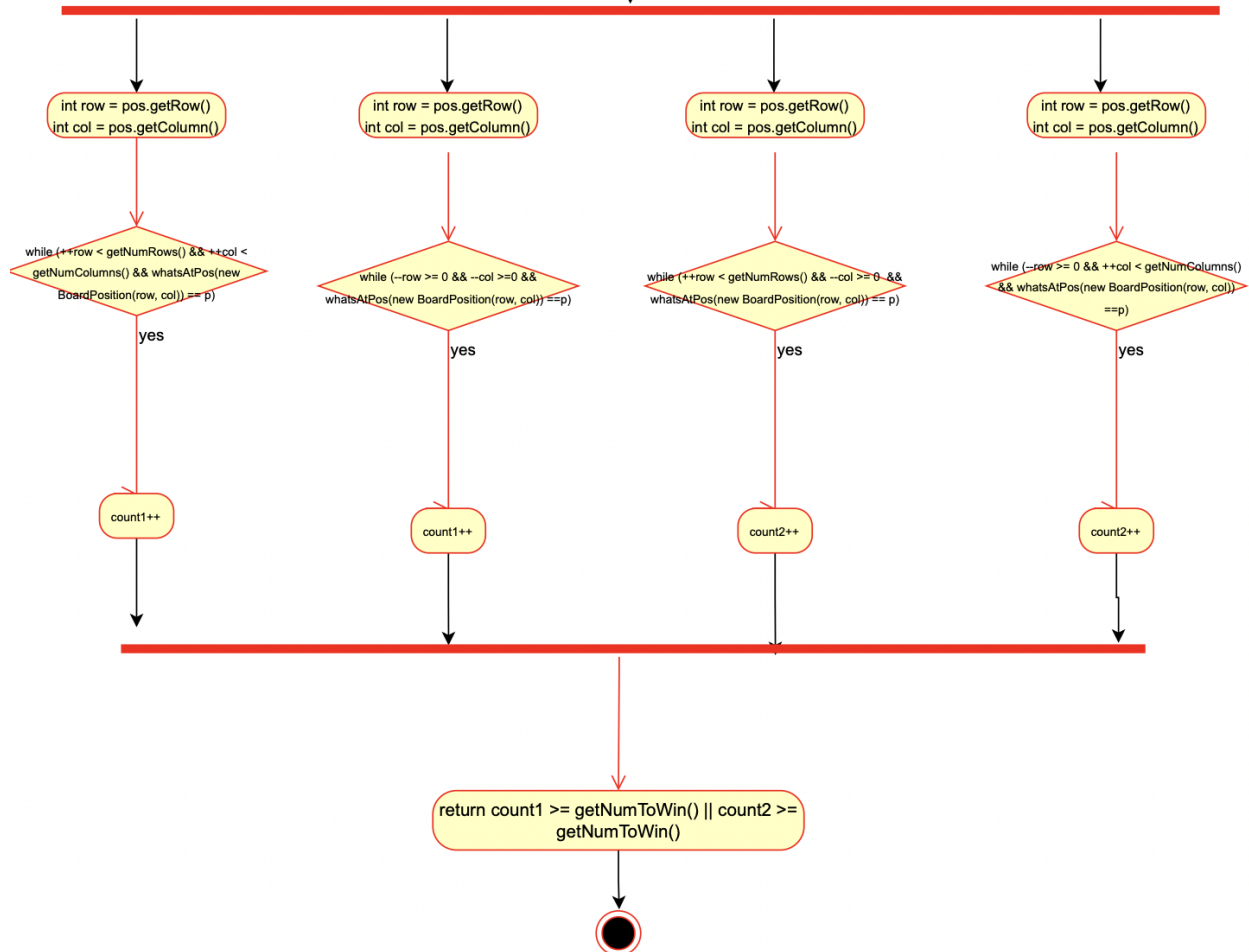 int row = pos.getRow()
int col = pos.getColumn()
int row = pos.getRow()
int col = pos.getColumn()
int row = pos.getRow()
int col = pos.getColumn()
int row = pos.getRow()
int col = pos.getColumn()
while (++row < getNumRows() && ++col <
getNumColumns() && whatsAtPos(new
BoardPosition(row, col)) == p)
while (--row >= 0 && --col >=0 &&
whatsAtPos(new BoardPosition(row, col)) ==p)
while (++row < getNumRows() && --col >= 0 &&
whatsAtPos(new BoardPosition(row, col)) == p)
while (--row >= 0 && ++col < getNumColumns()
&& whatsAtPos(new BoardPosition(row, col))
==p)
yes
yes
yes
yes
count1++
count1++
count2++
count2++
return count1 >= getNumToWin() || count2 >=
getNumToWin()